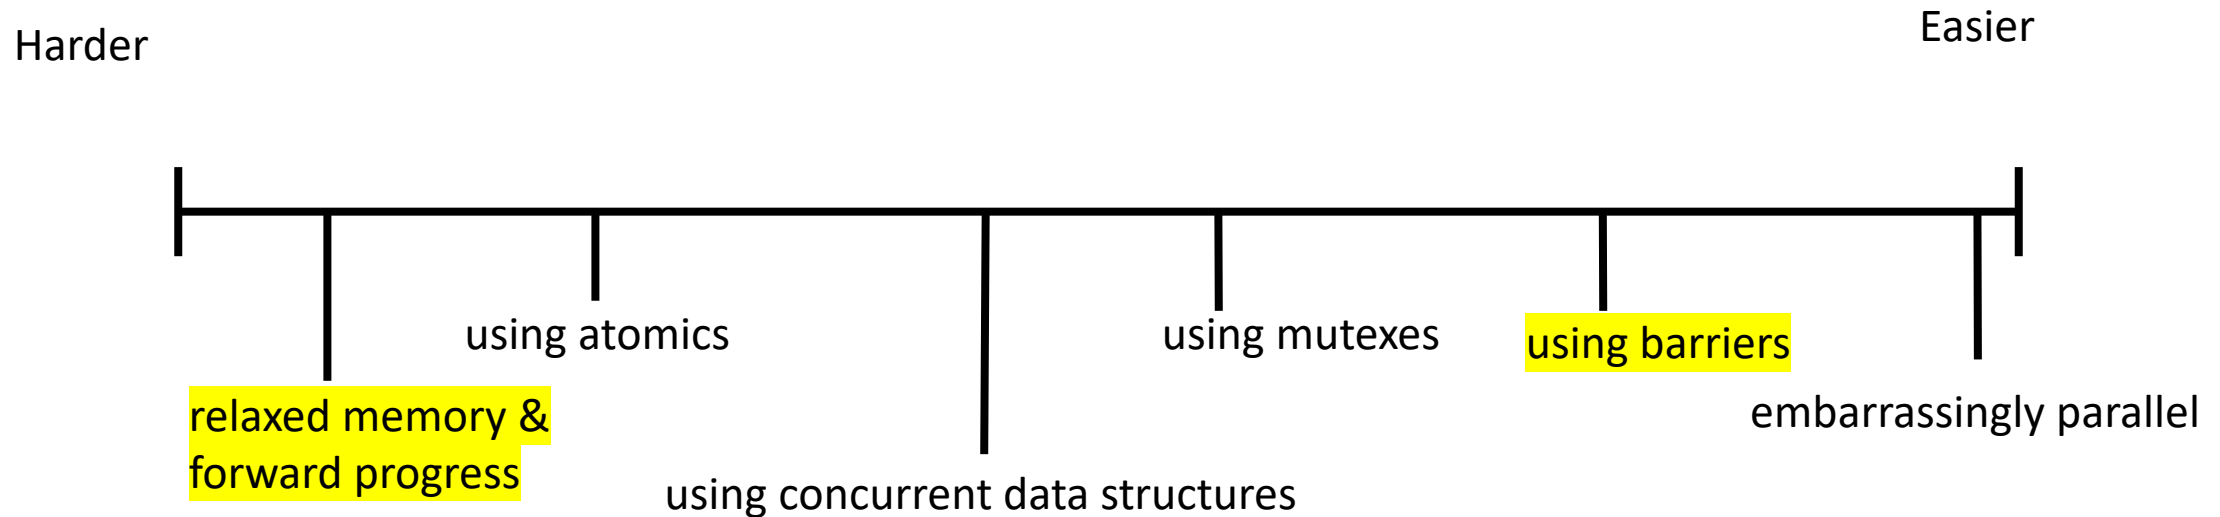 Harder
Easier
using atomics
using mutexes
using barriers
relaxed memory &
forward progress
embarrassingly parallel
using concurrent data structures